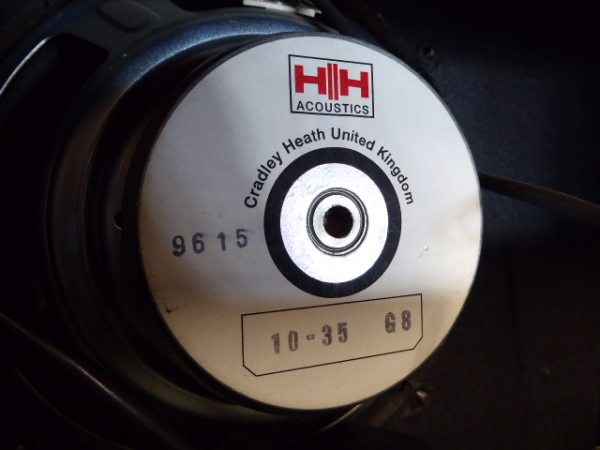 HH
ACOUSTICS
Cradley Heath United Kingdom
9615
10-35 G8